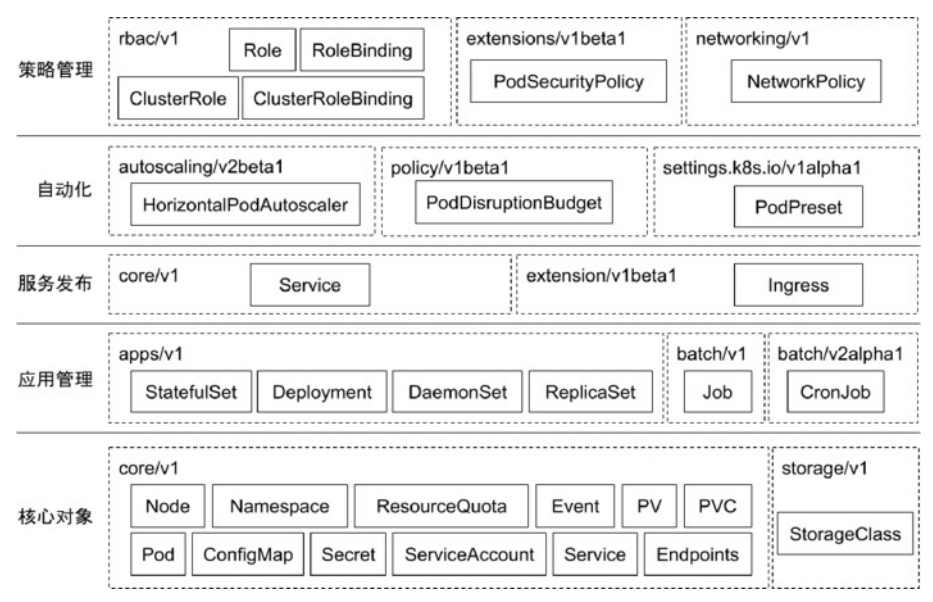 策略管理
rbac/v1
Role
RoleBinding
ClusterRole
ClusterRoleBinding
extensions/v1beta1
PodSecurityPolicy
networking/v1
NetworkPolicy
自动化
autoscaling/v2beta1
HorizontalPodAutoscaler
policy/v1beta1
PodDisruptionBudget
settings.k8s.io/v1alpha1
PodPreset
服务发布
core/v1
Service
extension/v1beta1
Ingress
应用管理
apps/v1
StatefulSet
Deployment
DaemonSet
ReplicaSet
batch/v1
Job
batch/v2alpha1
CronJob
核心对象
core/v1
Node
Namespace
ResourceQuota
Event
PV
PVC
Pod
ConfigMap
Secret
ServiceAccount
Service
Endpoints
storage/v1
StorageClass